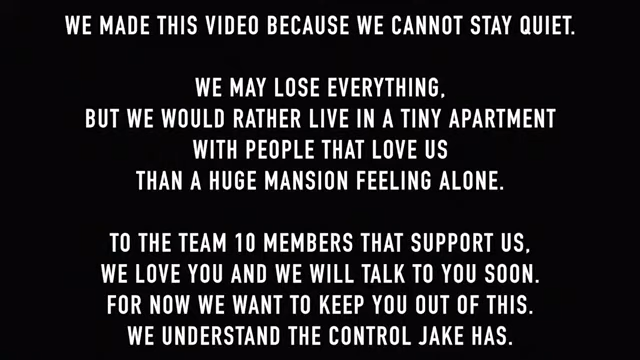 WE MADE THIS VIDEO BECAUSE WE CANNOT STAY QUIET.
WE MAY LOSE EVERYTHING,
BUT WE WOULD RATHER LIVE IN A TINY APARTMENT
WITH PEOPLE THAT LOVE US
THAN A HUGE MANSION FEELING ALONE.
TO THE TEAM 10 MEMBERS THAT SUPPORT US,
WE LOVE YOU AND WE WILL TALK TO YOU SOON.
FOR NOW WE WANT TO KEEP YOU OUT OF THIS.
WE UNDERSTAND THE CONTROL JAKE HAS.